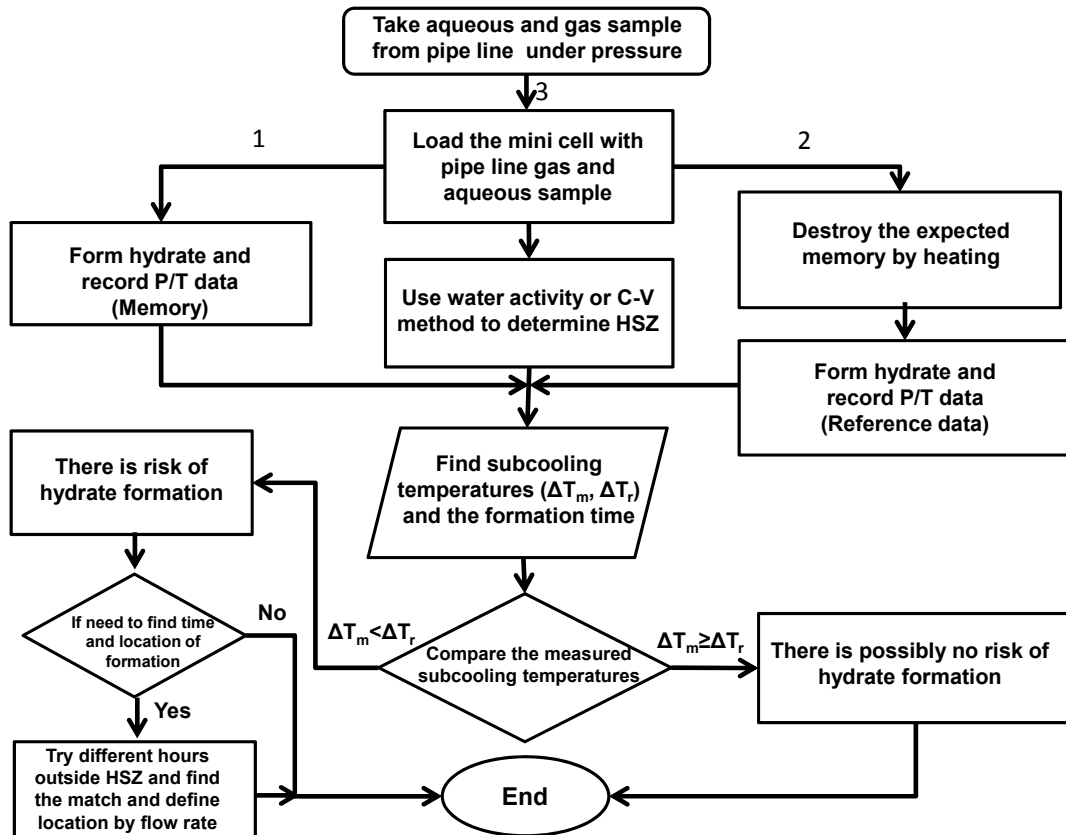 Take aqueous and gas sample
from pipe line under pressure
3
1
Load the mini cell with
pipe line gas and
aqueous sample
2
Form hydrate and
record P/T data
(Memory)
Use water activity or C-V
method to determine HSZ
Destroy the expected
memory by heating
Form hydrate and
record P/T data
(Reference data)
There is risk of
hydrate formation
Find subcooling
temperatures (ΔTm, ΔTr)
and the formation time
If need to find time
and location of
formation
No
Yes
ΔTm<ΔTr
Compare the measured
subcooling temperatures
ΔTm≥ΔTr
There is possibly no risk of
hydrate formation
Try different hours
outside HSZ and find
the match and define
location by flow rate
End